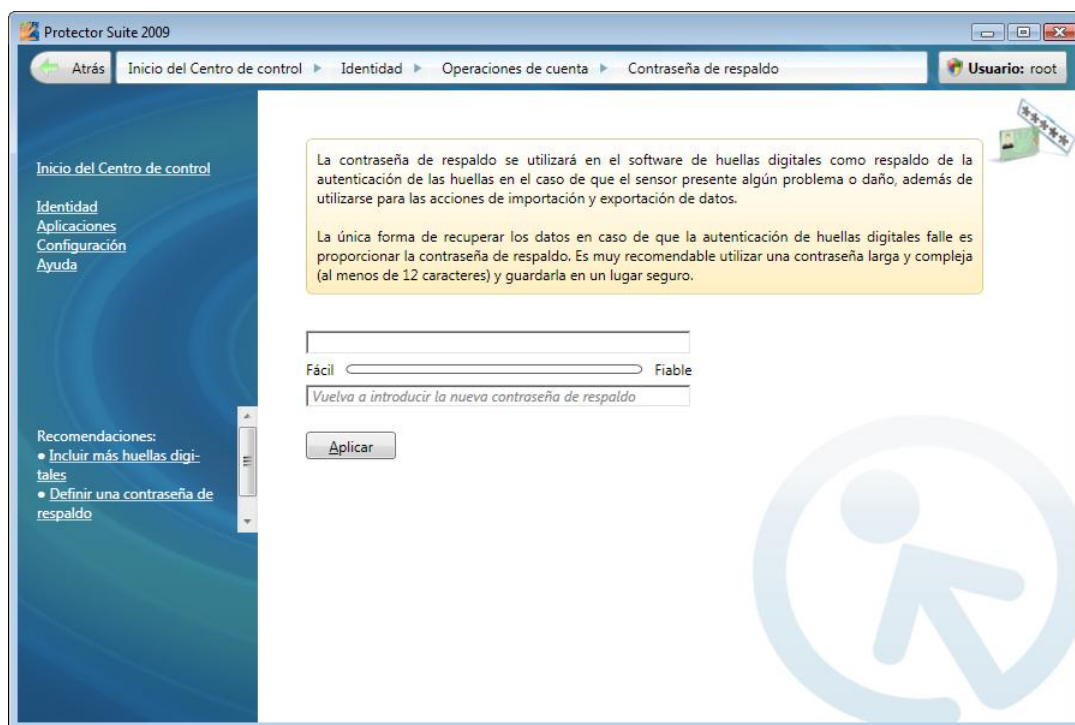 Protector Suite 2009
Atrás
Inicio del Centro de control
Identidad
Operaciones de cuenta
Contraseña de respaldo
Usuario: root
Inicio del Centro de control
Identidad
Aplicaciones
Configuración
Ayuda
Recomendaciones:
● Incluir más huellas digi-
tales
● Definir una contraseña de
respaldo
*****
La contraseña de respaldo se utilizará en el software de huellas digitales como respaldo de la
autenticación de las huellas en el caso de que el sensor presente algún problema o daño, además de
utilizarse para las acciones de importación y exportación de datos.
La única forma de recuperar los datos en caso de que la autenticación de huellas digitales falle es
proporcionar la contraseña de respaldo. Es muy recomendable utilizar una contraseña larga y compleja
(al menos de 12 caracteres) y guardarla en un lugar seguro.
Fácil Fiable
Vuelva a introducir la nueva contraseña de respaldo
Aplicar